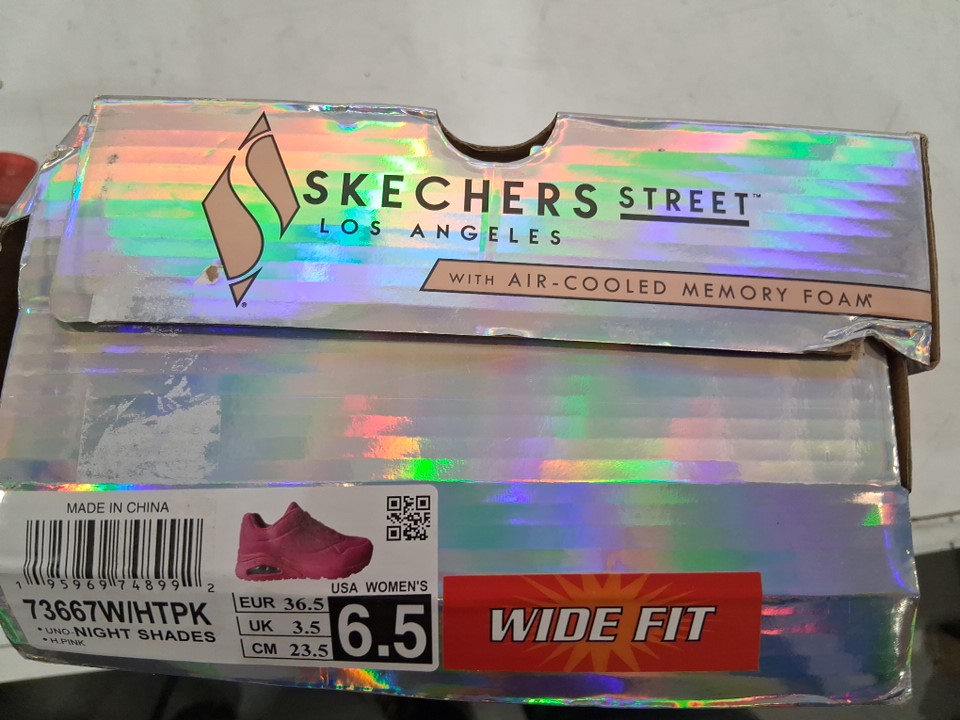 SKECHERS STREET™
LOS ANGELES
WITH AIR-COOLED MEMORY FOAM
®
MADE IN CHINA
1 95969 74899 2
73667W/HTPK
• UNO-NIGHT SHADES
• H.PINK
USA WOMEN'S
EUR 36.5
UK 3.5
CM 23.5
6.5
WIDE FIT